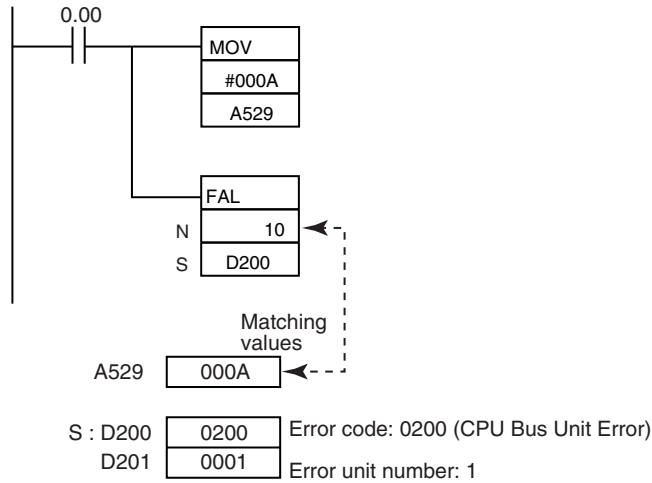 0.00
MOV
#000A
A529
FAL
N 10
S D200
Matching
values
A529 000A
S : D200 0200 Error code: 0200 (CPU Bus Unit Error)
D201 0001 Error unit number: 1